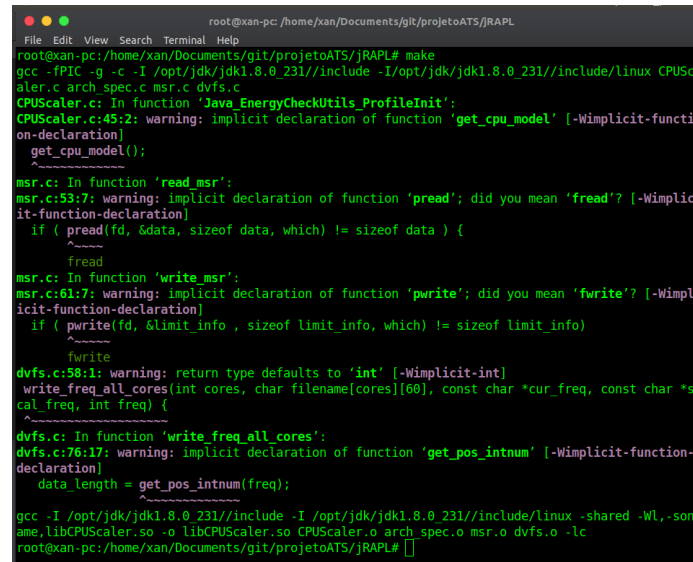 root@xan-pc: /home/xan/Documents/git/projetoATS/jRAPL
File Edit View Search Terminal Help
root@xan-pc:/home/xan/Documents/git/projetoATS/jRAPL# make
gcc -fPIC -g -c -I /opt/jdk/jdk1.8.0_231//include -I/opt/jdk/jdk1.8.0_231//include/linux CPUSc
aler.c arch_spec.c msr.c dvfs.c
CPUScaler.c: In function ‘Java_EnergyCheckUtils_ProfileInit’:
CPUScaler.c:45:2: warning: implicit declaration of function ‘get_cpu_model’ [-Wimplicit-functi
on-declaration]
get_cpu_model();
^~~~~~~~~~~~~
msr.c: In function ‘read_msr’:
msr.c:53:7: warning: implicit declaration of function ‘pread’; did you mean ‘fread’? [-Wimplic
it-function-declaration]
if ( pread(fd, &data, sizeof data, which) != sizeof data ) {
^~~~~
fread
msr.c: In function ‘write_msr’:
msr.c:61:7: warning: implicit declaration of function ‘pwrite’; did you mean ‘fwrite’? [-Wimpl
icit-function-declaration]
if ( pwrite(fd, &limit_info , sizeof limit_info, which) != sizeof limit_info)
^~~~~~
fwrite
dvfs.c:58:1: warning: return type defaults to ‘int’ [-Wimplicit-int]
write_freq_all_cores(int cores, char filename[cores][60], const char *cur_freq, const char *s
cal_freq, int freq) {
^~~~~~~~~~~~~~~~~~~~
dvfs.c: In function ‘write_freq_all_cores’:
dvfs.c:76:17: warning: implicit declaration of function ‘get_pos_intnum’ [-Wimplicit-function-
declaration]
data_length = get_pos_intnum(freq);
^~~~~~~~~~~~~~
gcc -I /opt/jdk/jdk1.8.0_231//include -I /opt/jdk/jdk1.8.0_231//include/linux -shared -Wl,-son
ame,libCPUScaler.so -o libCPUScaler.so CPUScaler.o arch_spec.o msr.o dvfs.o -lc
root@xan-pc:/home/xan/Documents/git/projetoATS/jRAPL#